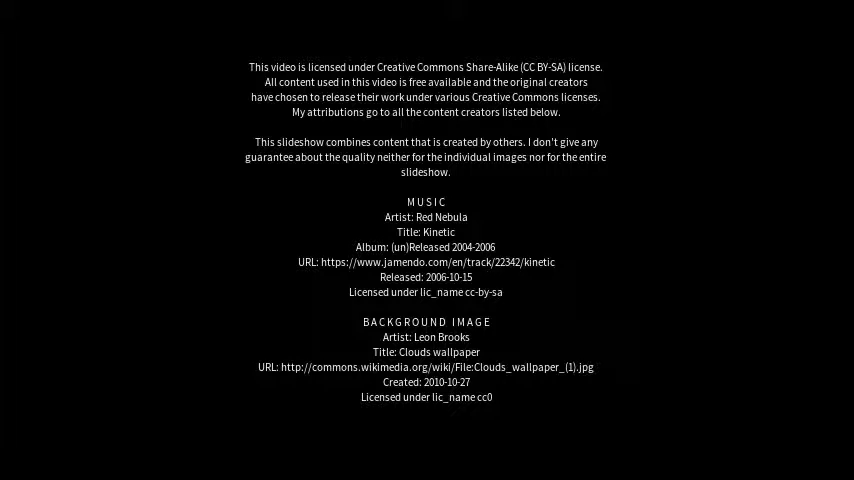 This video is licensed under Creative Commons Share-Alike (CC BY-SA) license.
All content used in this video is free available and the original creators
have chosen to release their work under various Creative Commons licenses.
My attributions go to all the content creators listed below.
This slideshow combines content that is created by others. I don't give any
guarantee about the quality neither for the individual images nor for the entire
slideshow.
MUSIC
Artist: Red Nebula
Title: Kinetic
Album: (un)Released 2004-2006
URL: https://www.jamendo.com/en/track/22342/kinetic
Released: 2006-10-15
Licensed under lic_name cc-by-sa
BACKGROUND IMAGE
Artist: Leon Brooks
Title: Clouds wallpaper
URL: http://commons.wikimedia.org/wiki/File:Clouds_wallpaper_(1).jpg
Created: 2010-10-27
Licensed under lic_name cc0